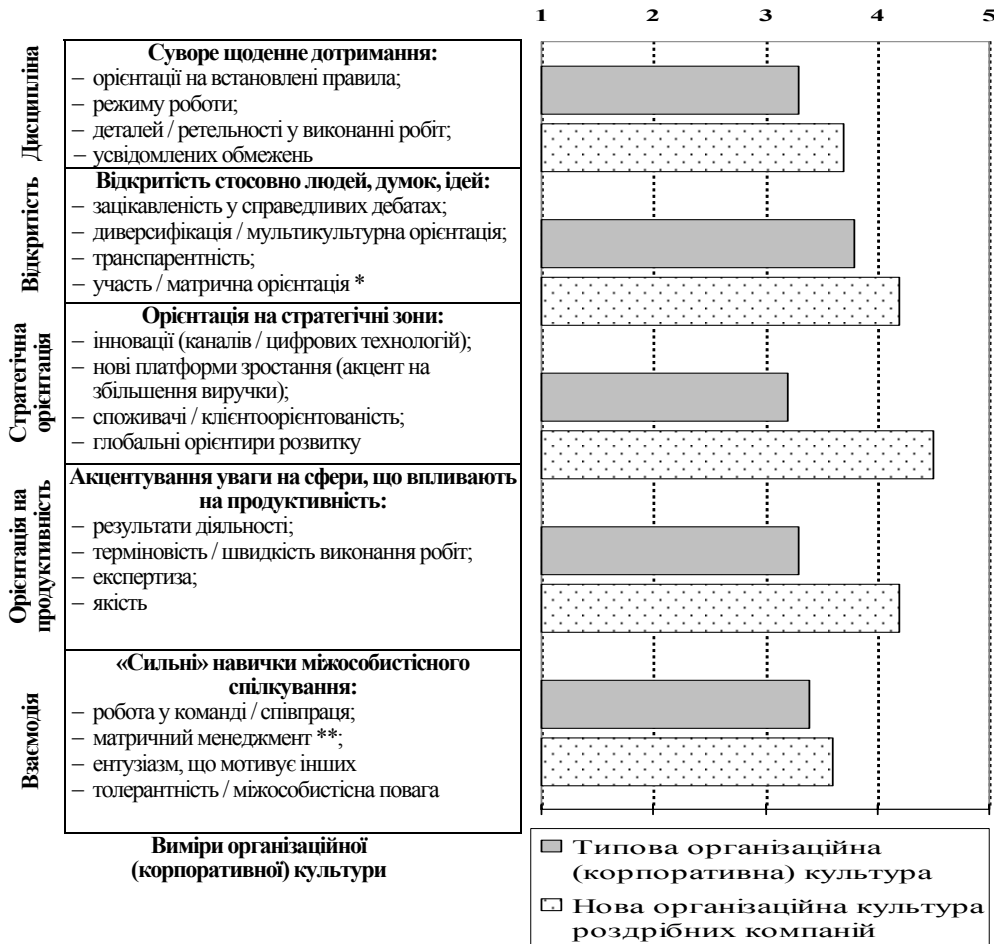 1 2 3 4 5
Дисципліна
Суворе щоденне дотримання:
– орієнтації на встановлені правила;
– режиму роботи;
– деталей / ретельності у виконанні робіт;
– усвідомлених обмежень
Відкритість
Відкритість стосовно людей, думок, ідей:
– зацікавленість у справедливих дебатах;
– диверсифікація / мультикультурна орієнтація;
– транспарентність;
– участь / матрична орієнтація *
Стратегічна
орієнтація
Орієнтація на стратегічні зони:
– інновації (каналів / цифрових технологій);
– нові платформи зростання (акцент на
збільшення виручки);
– споживачі / клієнтоорієнтованість;
– глобальні орієнтири розвитку
Орієнтація на
продуктивність
Акцентування уваги на сфери, що впливають
на продуктивність:
– результати діяльності;
– терміновість / швидкість виконання робіт;
– експертиза;
– якість
Взаємодія
«Сильні» навички міжособистісного
спілкування:
– робота у команді / співпраця;
– матричний менеджмент **;
– ентузіазм, що мотивує інших
– толерантність / міжособистісна повага
1 2 3 4 5
Виміри організаційної
(корпоративної) культури
Типова організаційна
(корпоративна) культура
Нова організаційна культура
роздрібних компаній